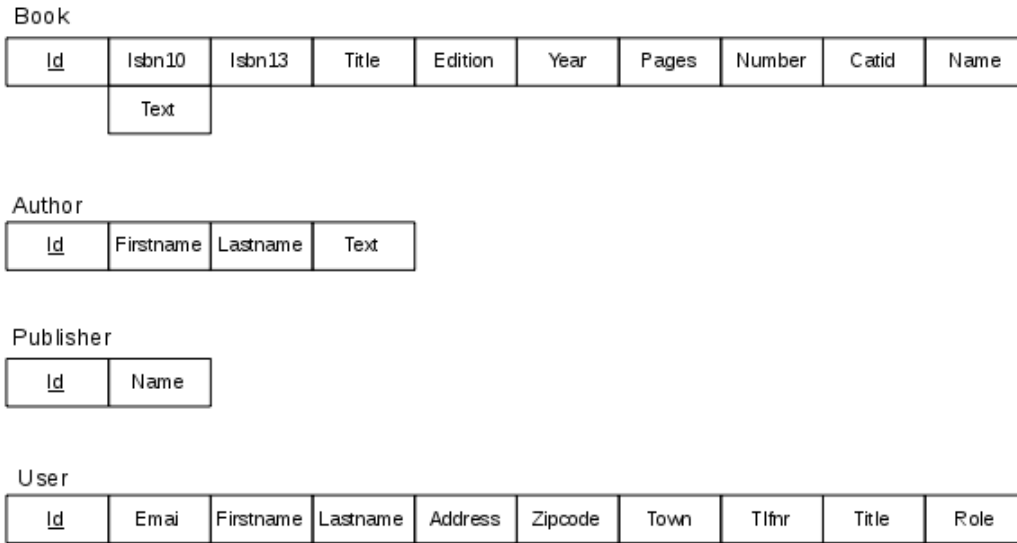 Book
Id Isbn10 Isbn13 Title Edition Year Pages Number Catid Name
Text
Author
Id Firstname Lastname Text
Publisher
Id Name
User
Id Emai Firstname Lastname Address Zipcode Town Tlfnr Title Role